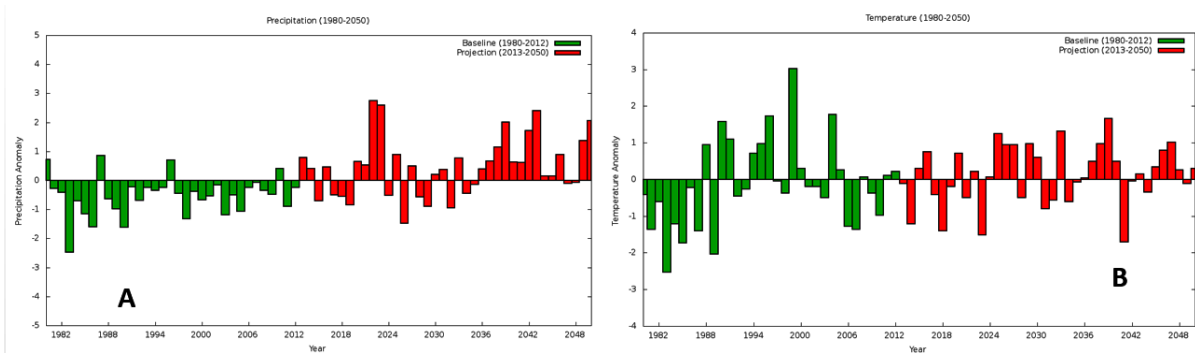 Precipitation (1980-2050)
Baseline (1980-2012)
Projection (2013-2050)
Precipitation Anomaly
5
4
3
2
1
0
-1
-2
-3
-4
-5
A
1982 1988 1994 2000 2006 2012 2018 2024 2030 2036 2042 2048
Year
Temperature (1980-2050)
Baseline (1980-2012)
Projection (2013-2050)
Temperature Anomaly
4
3
2
1
0
-1
-2
-3
-4
B
1982 1988 1994 2000 2006 2012 2018 2024 2030 2036 2042 2048
Year